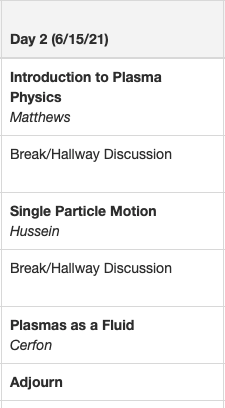 Day 2 (6/15/21)
Introduction to Plasma
Physics
Matthews
Break/Hallway Discussion
Single Particle Motion
Hussein
Break/Hallway Discussion
Plasmas as a Fluid
Cerfon
Adjourn